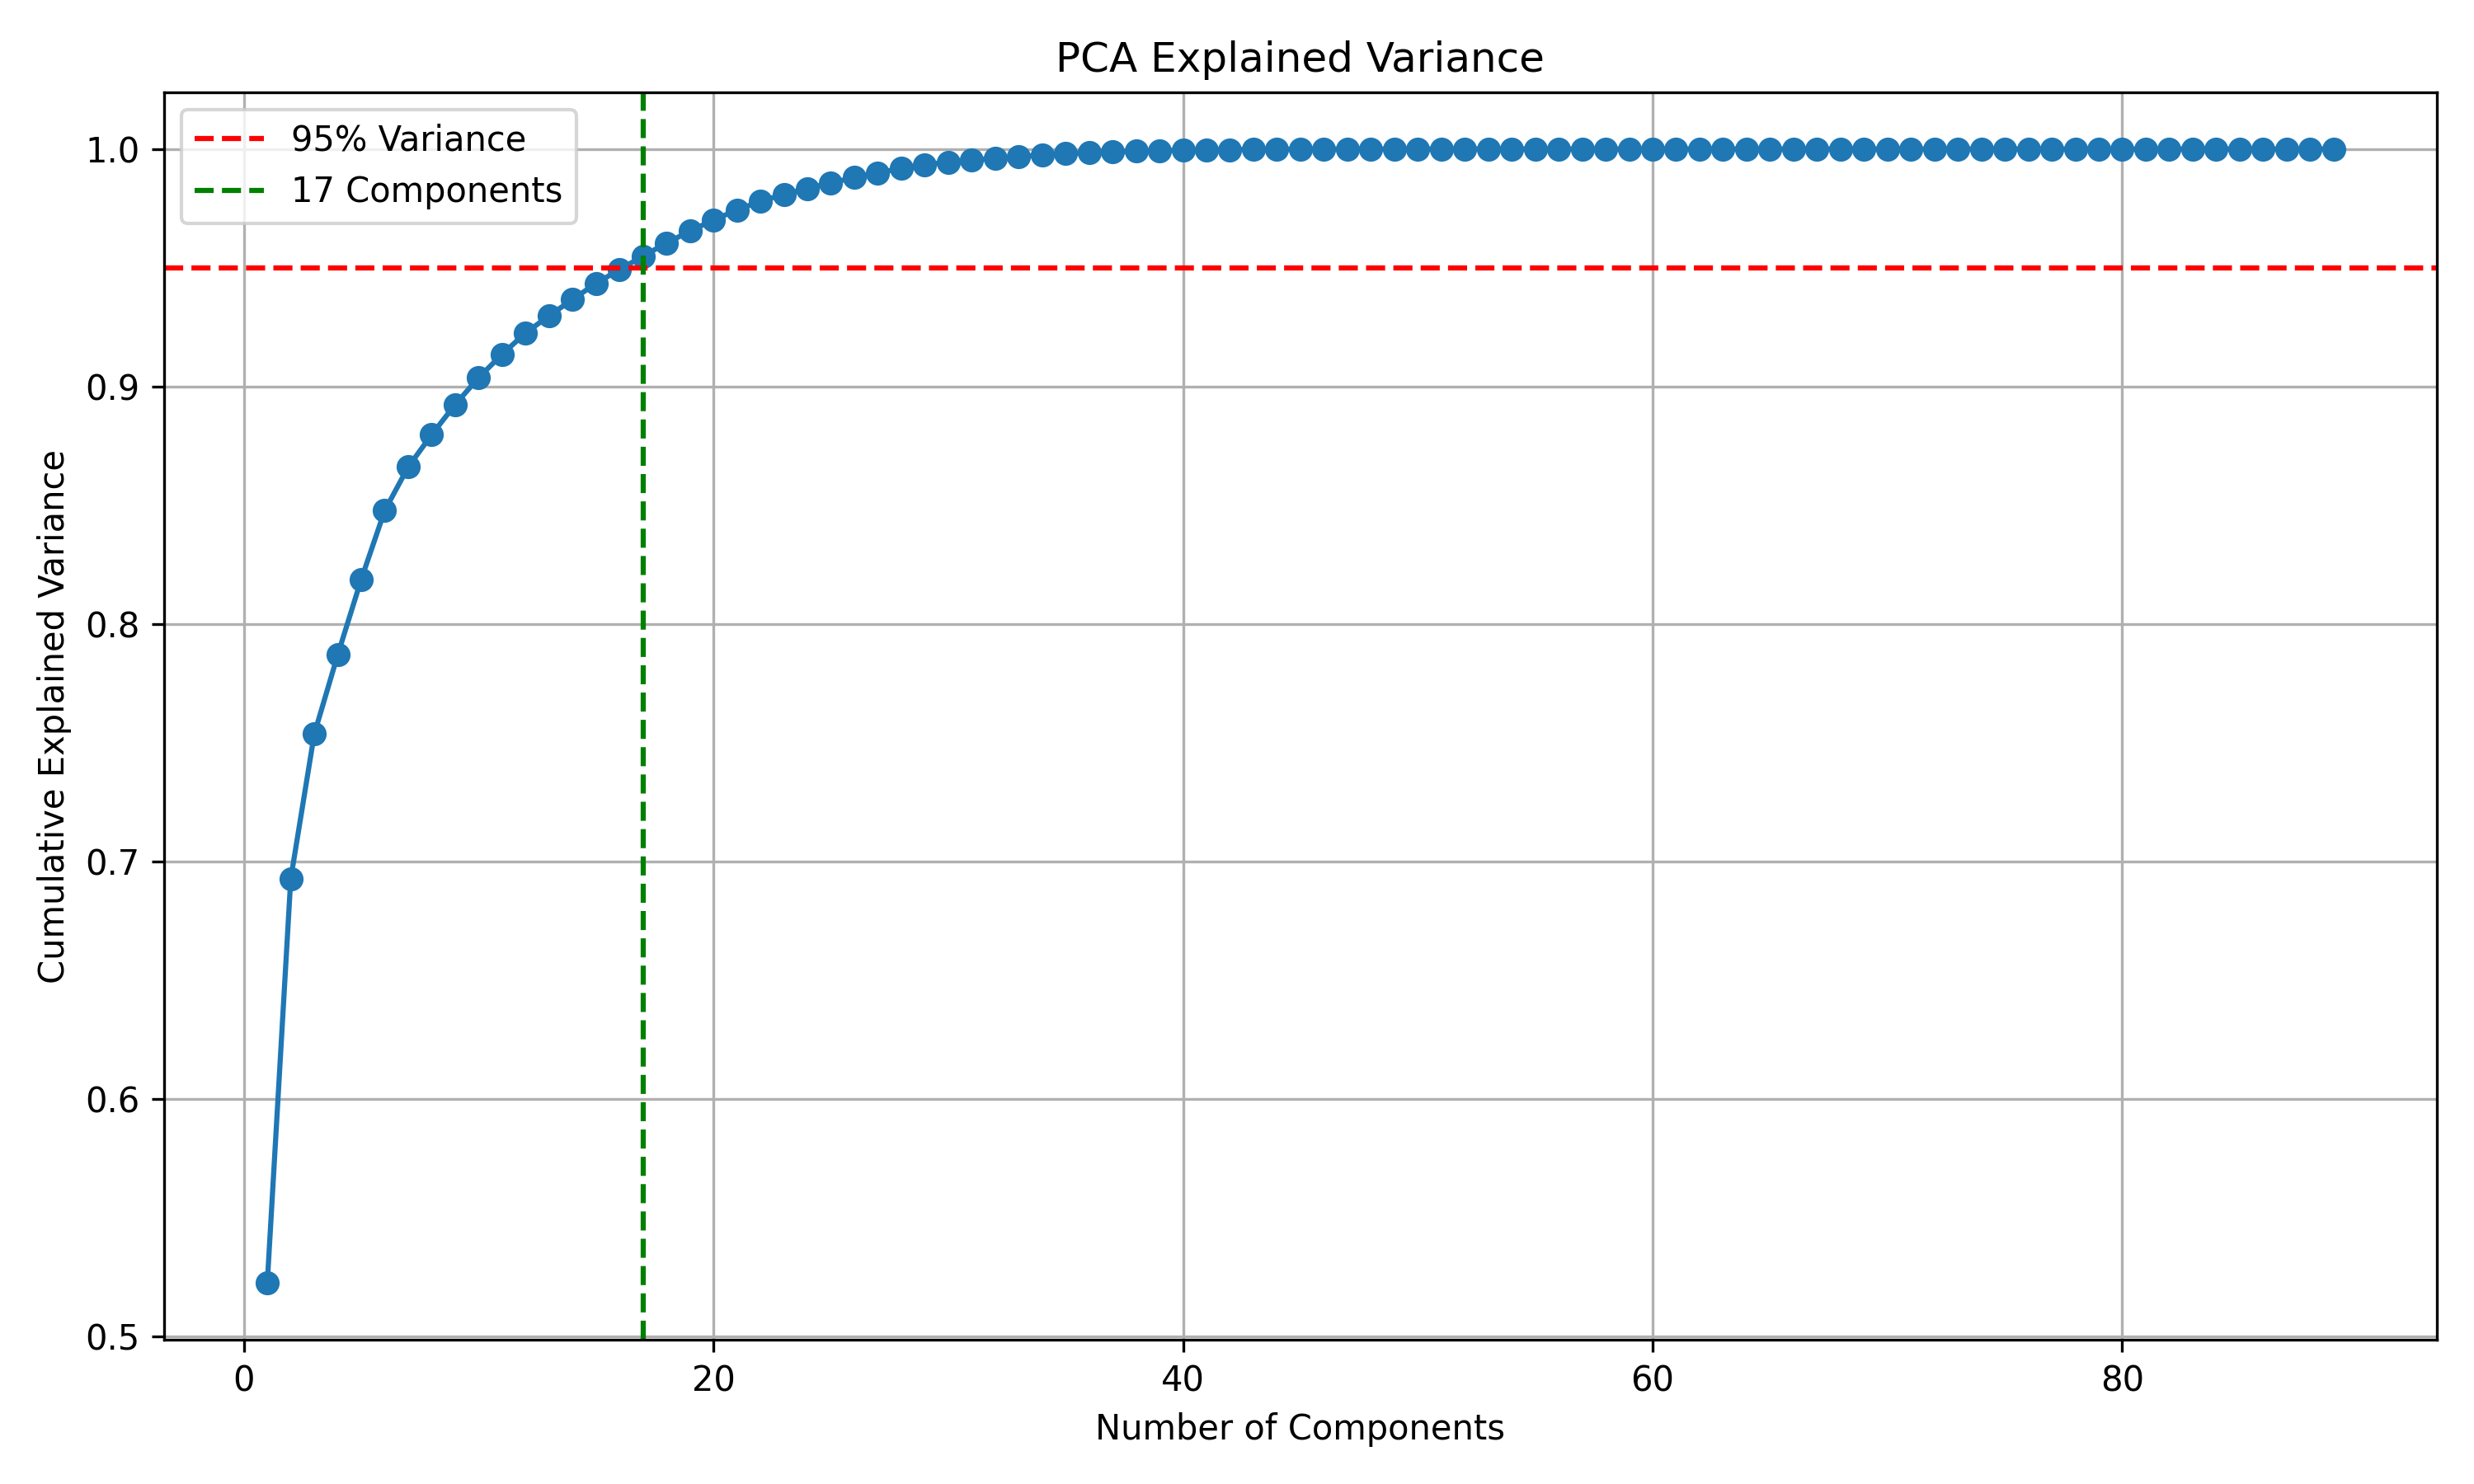 PCA Explained Variance
95% Variance
17 Components
1.0
0.9
0.8
0.7
0.6
0.5
Cumulative Explained Variance
0 20 40 60 80
Number of Components